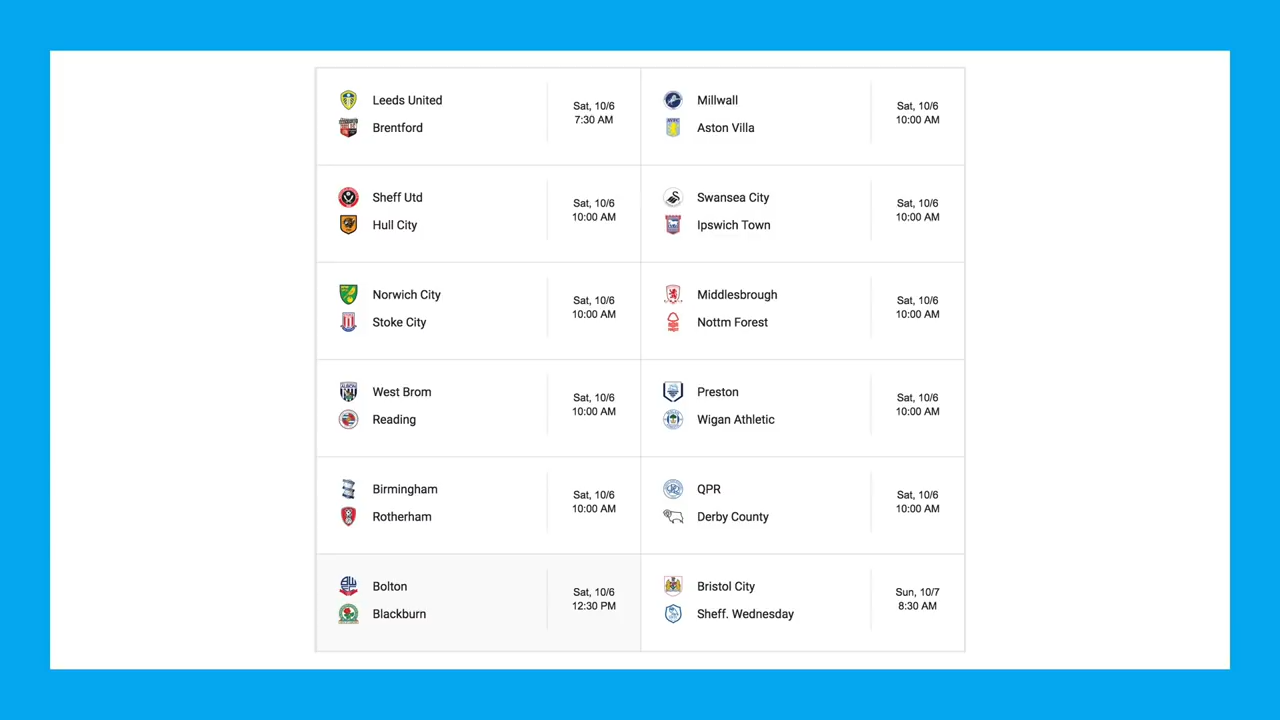 Leeds United
Brentford
Sat, 10/6
7:30 AM
Millwall
Aston Villa
Sat, 10/6
10:00 AM
Sheff Utd
Hull City
Sat, 10/6
10:00 AM
Swansea City
Ipswich Town
Sat, 10/6
10:00 AM
Norwich City
Stoke City
Sat, 10/6
10:00 AM
Middlesbrough
Nottm Forest
Sat, 10/6
10:00 AM
West Brom
Reading
Sat, 10/6
10:00 AM
Preston
Wigan Athletic
Sat, 10/6
10:00 AM
Birmingham
Rotherham
Sat, 10/6
10:00 AM
QPR
Derby County
Sat, 10/6
10:00 AM
Bolton
Blackburn
Sat, 10/6
12:30 PM
Bristol City
Sheff. Wednesday
Sun, 10/7
8:30 AM